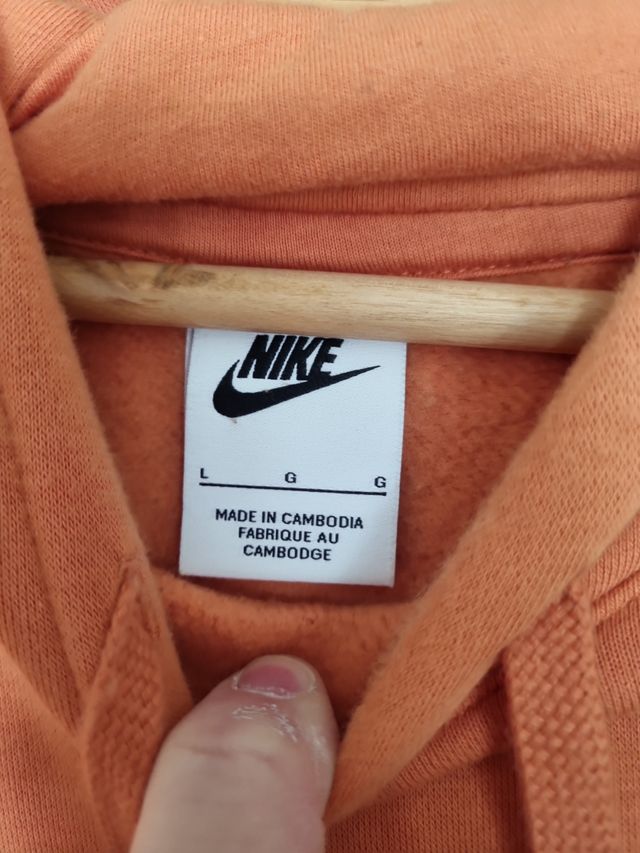 NIKE
L G G
MADE IN CAMBODIA
FABRIQUE AU
CAMBODGE